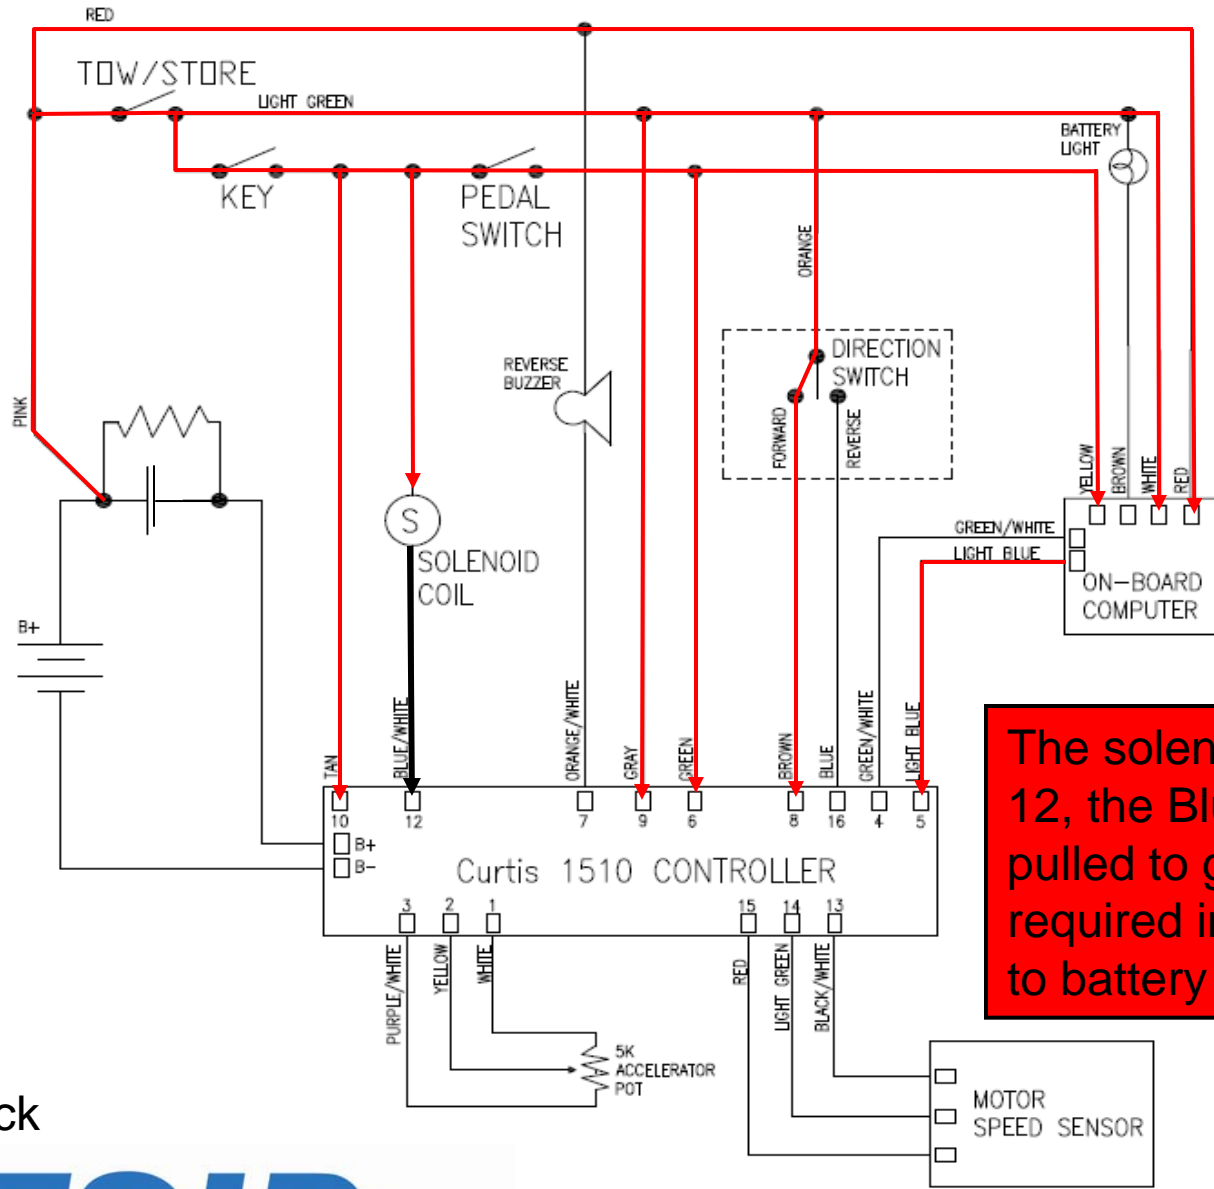 RED
TOW/STORE
LIGHT GREEN
BATTERY
LIGHT
KEY
PEDAL
SWITCH
ORANGE
DIRECTION
SWITCH
REVERSE
BUZZER
PINK
FORWARD
REVERSE
YELLOW
BROWN
WHITE
RED
S
GREEN/WHITE
LIGHT BLUE
SOLENOID
COIL
ON-BOARD
COMPUTER
B+
TAN
BLUE/WHITE
ORANGE/WHITE
GRAY
GREEN
BROWN
BLUE
GREEN/WHITE
LIGHT BLUE
The
12, the
pulled to
required
to battery
10
12
7
9
6
8
16
4
5
B+
B-
Curtis 1510 CONTROLLER
3
2
1
15
14
13
PURPLE/WHITE
YELLOW
WHITE
RED
LIGHT GREEN
BLACK/WHITE
5K
ACCELERATOR
POT
MOTOR
SPEED SENSOR